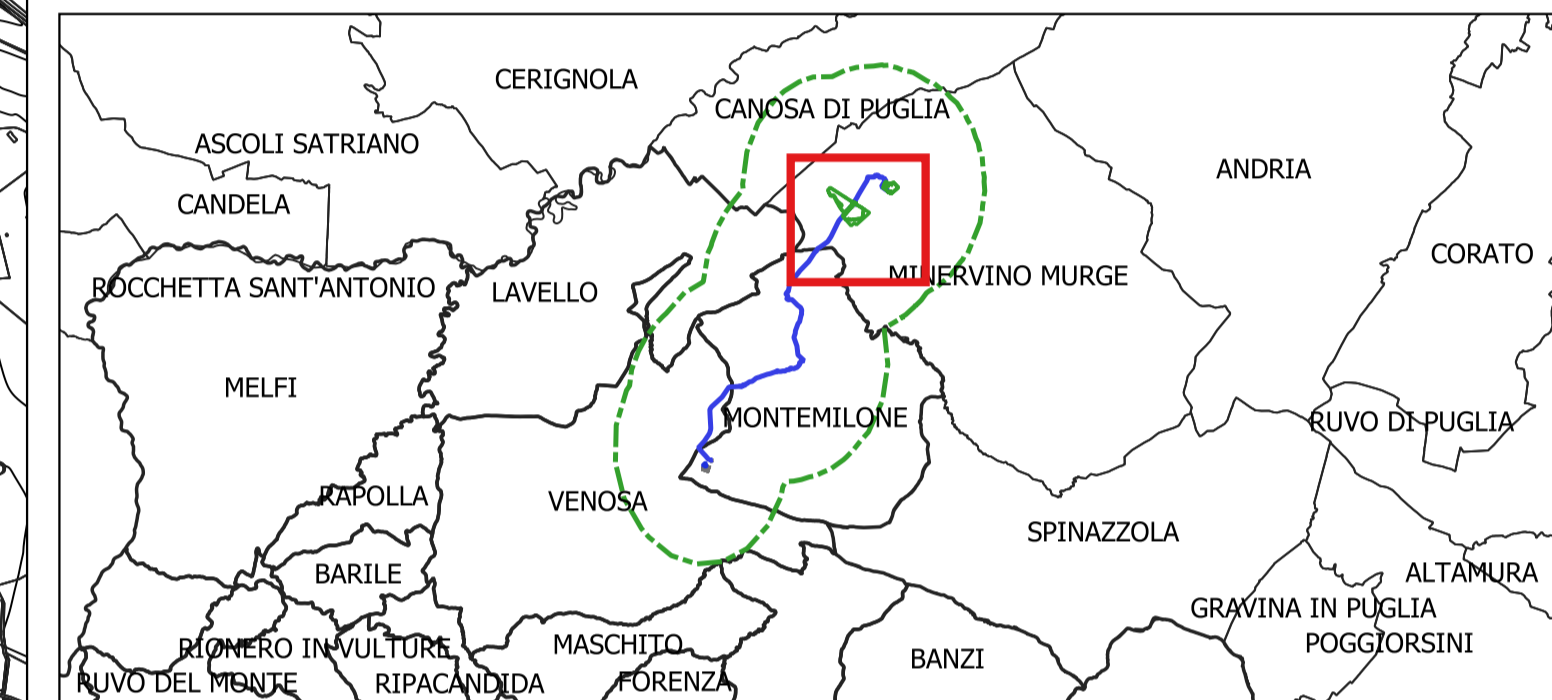 CERIGNOLA
CANOSA DI PUGLIA
ASCOLI SATRIANO
ANDRIA
CANDELA
CORATO
MINERVINO MURGE
ROCCHETTA SANT'ANTONIO
LAVELLO
MELFI
MONTEMILONE
RUVO DI PUGLIA
RAPOLLA
VENOSA
SPINAZZOLA
BARILE
ALTAMURA
GRAVINA IN PUGLIA
RIONERO IN VULTURE
MASCHITO
POGGIORSINI
BANZI
RUVO DEL MONTE
RIPACANDIDA
FORENZA